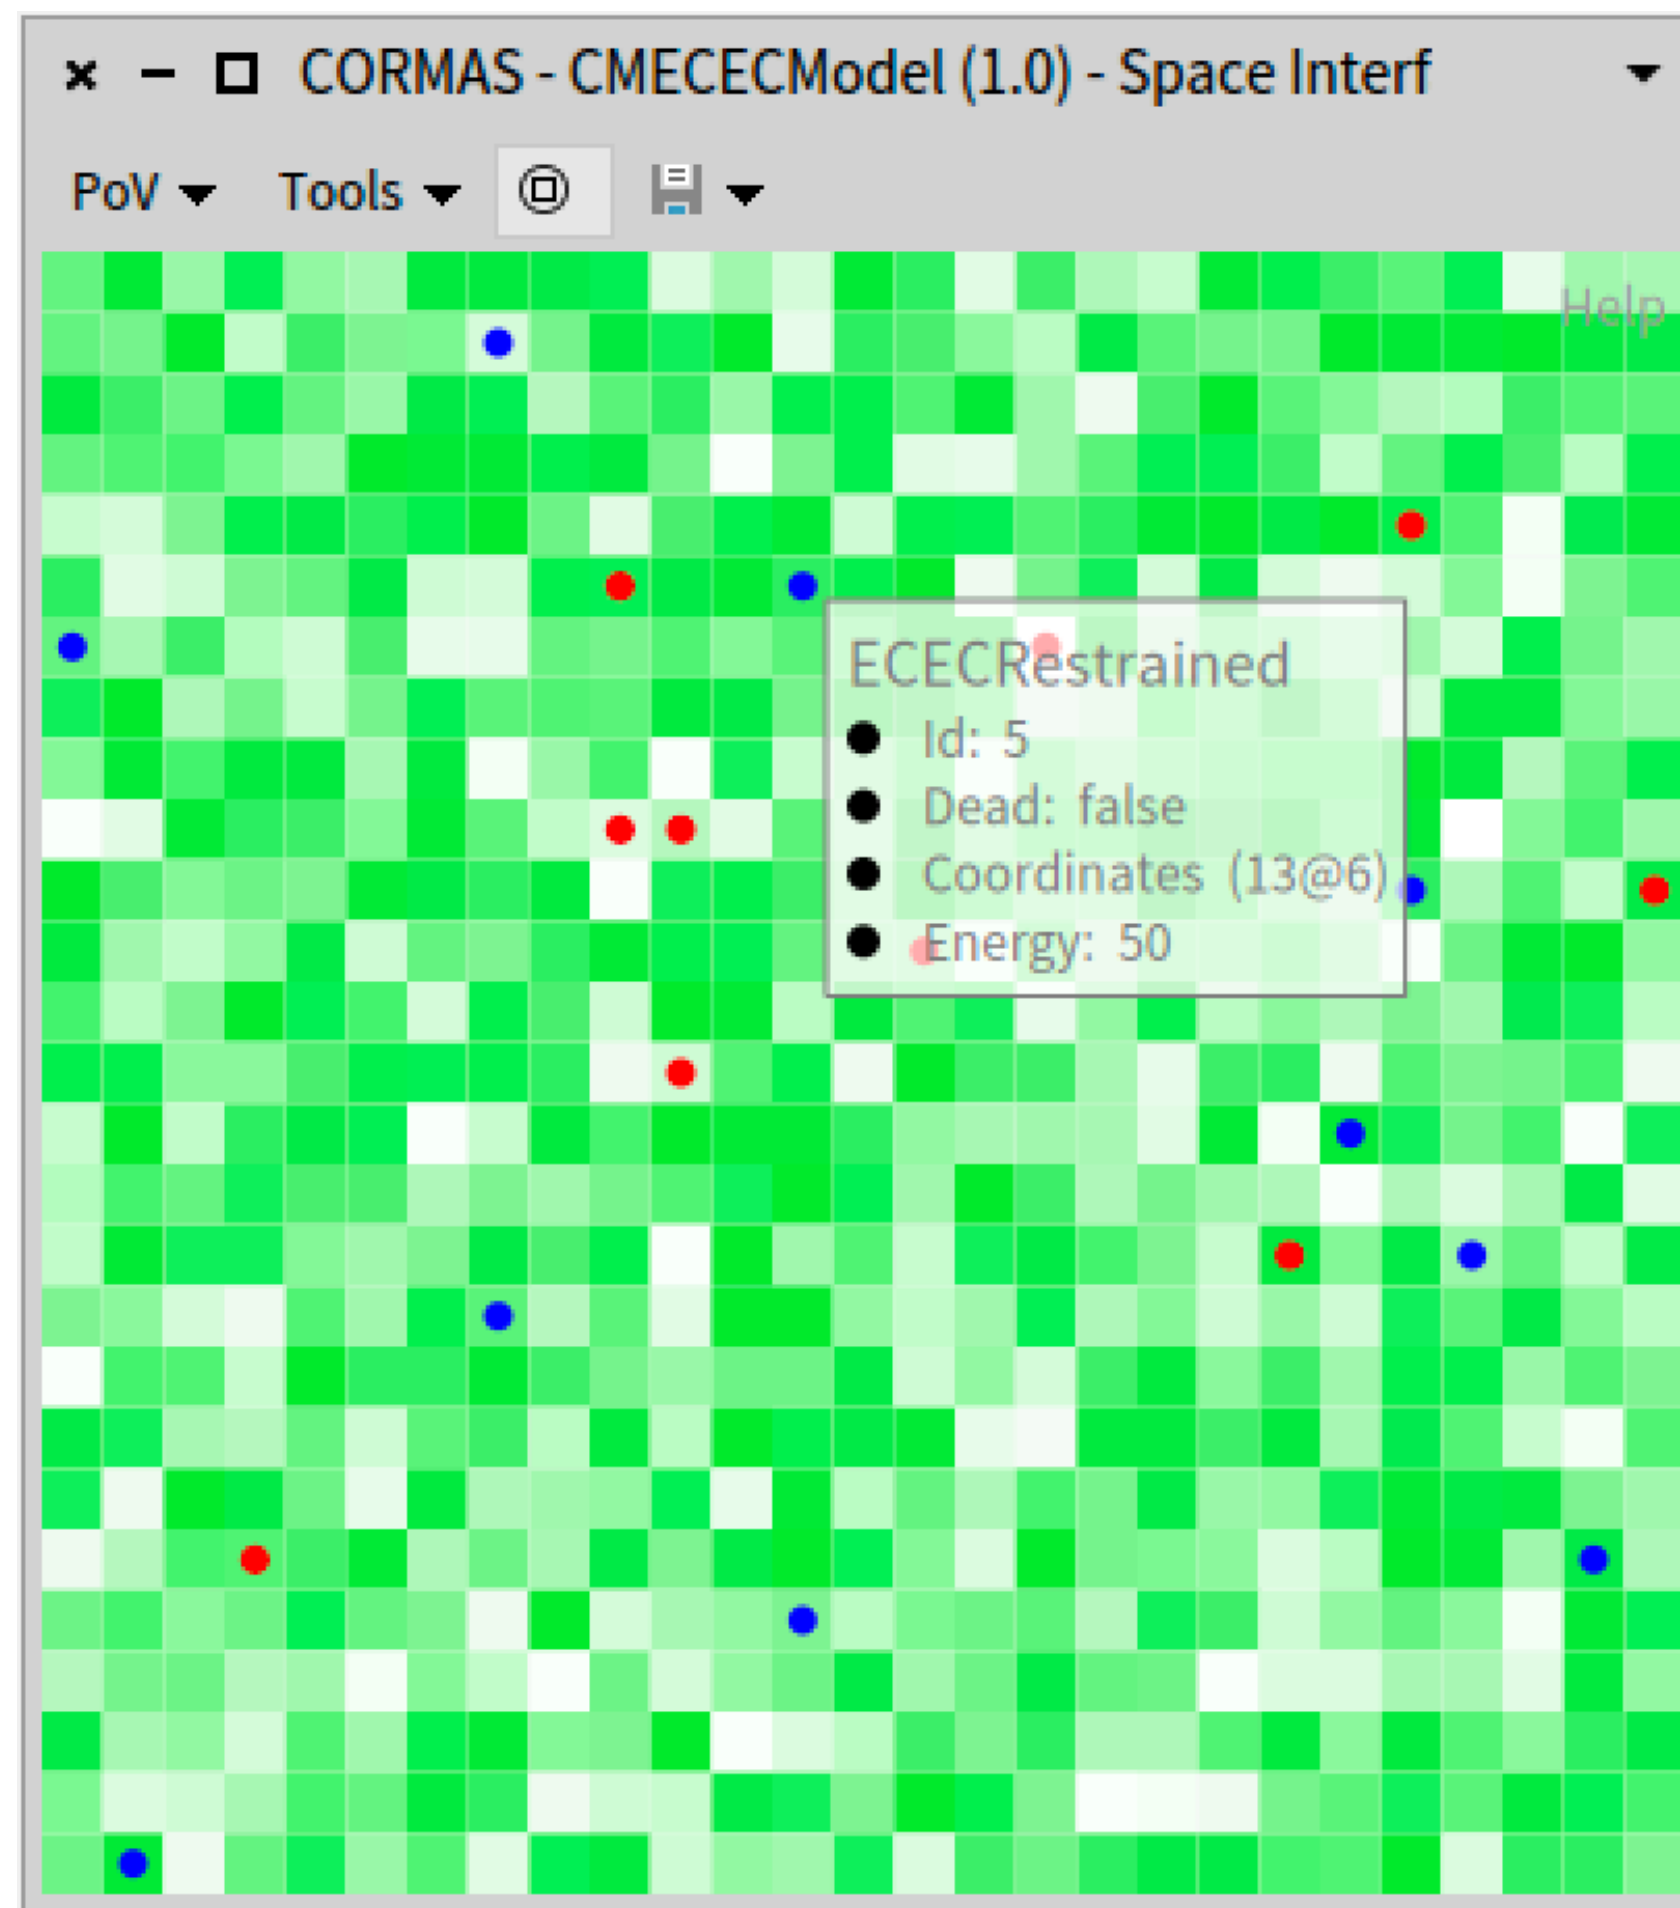 CORMAS - CMECECModel (1.0) - Space Interf
PoV Tools
Help
ECECRestrained
Id: 5
Dead: false
Coordinates (13@6)
Energy: 50